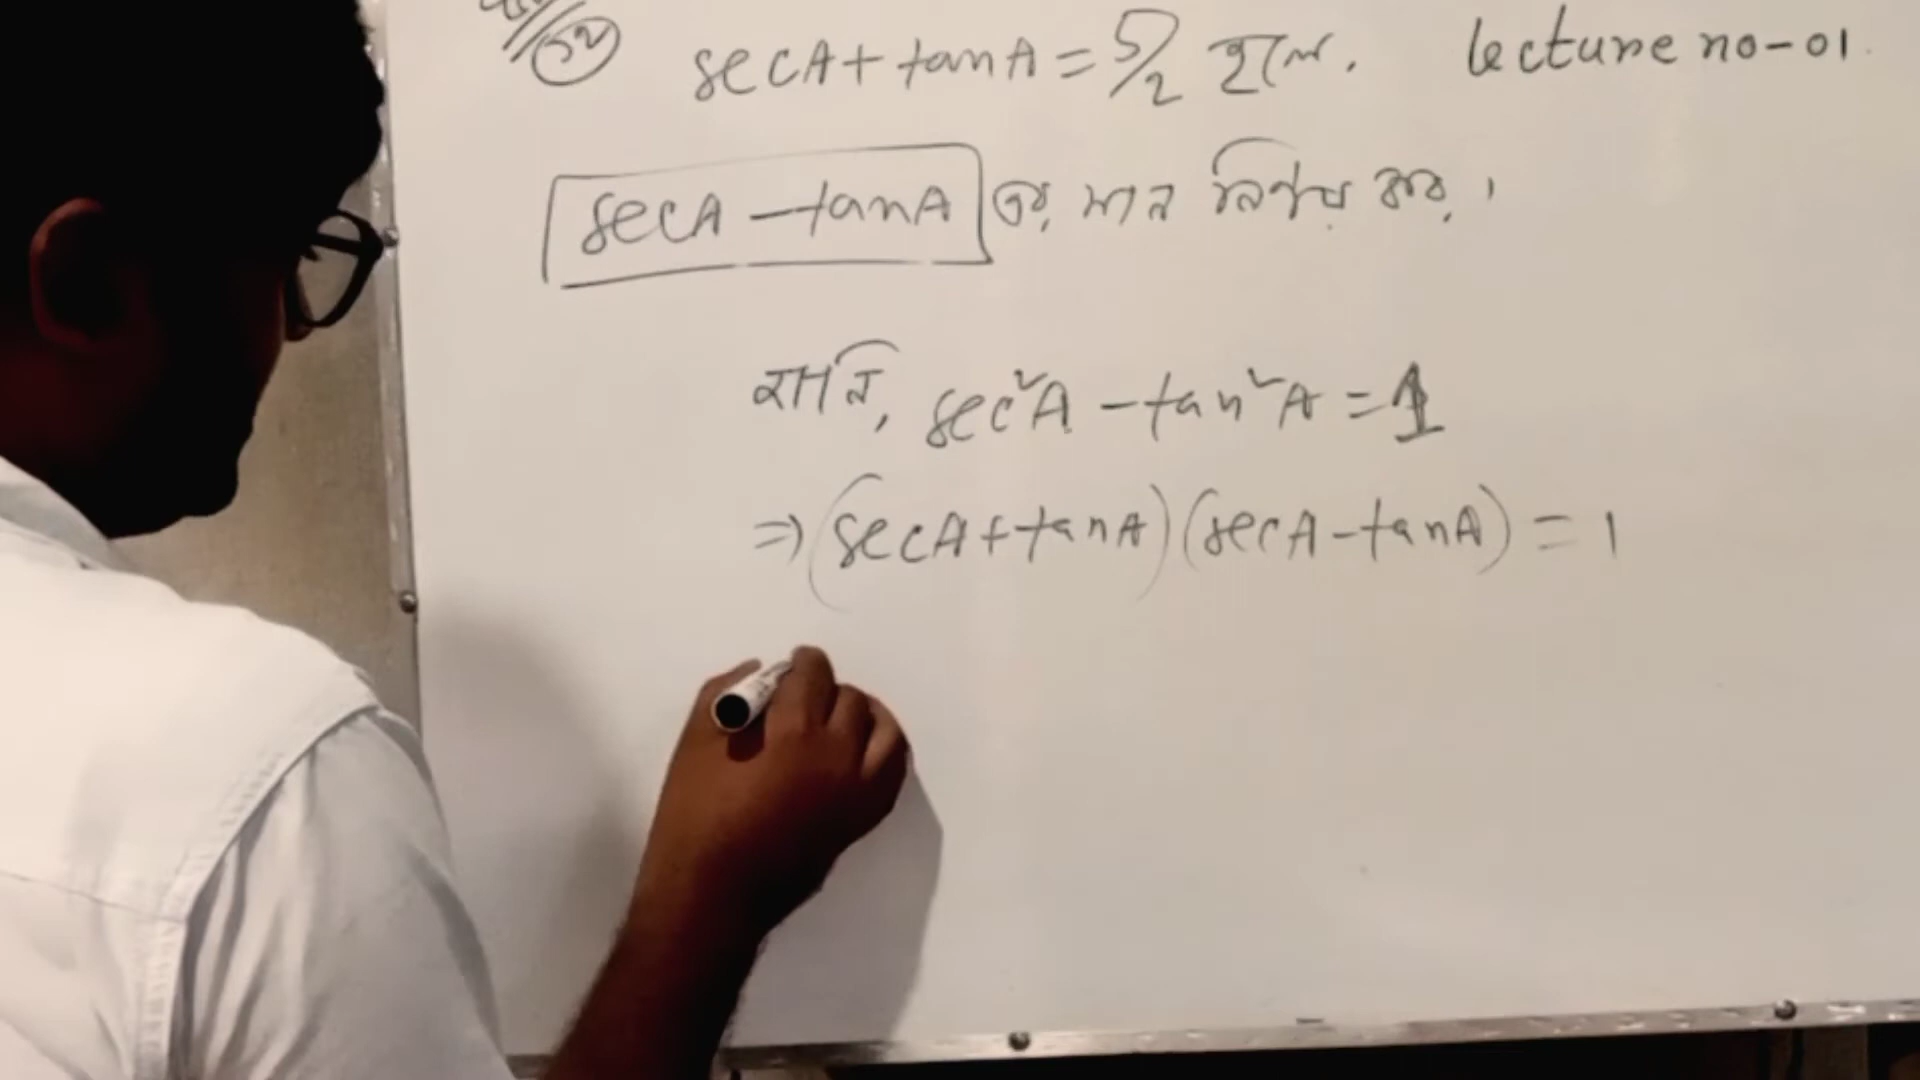 ১২ secA + tanA = 5/2 হলে, lecture no-01.
secA - tanA এর মান নির্ণয় কর।
জানি, sec²A - tan²A = 1
⇒ (secA + tanA) (secA - tanA) = 1